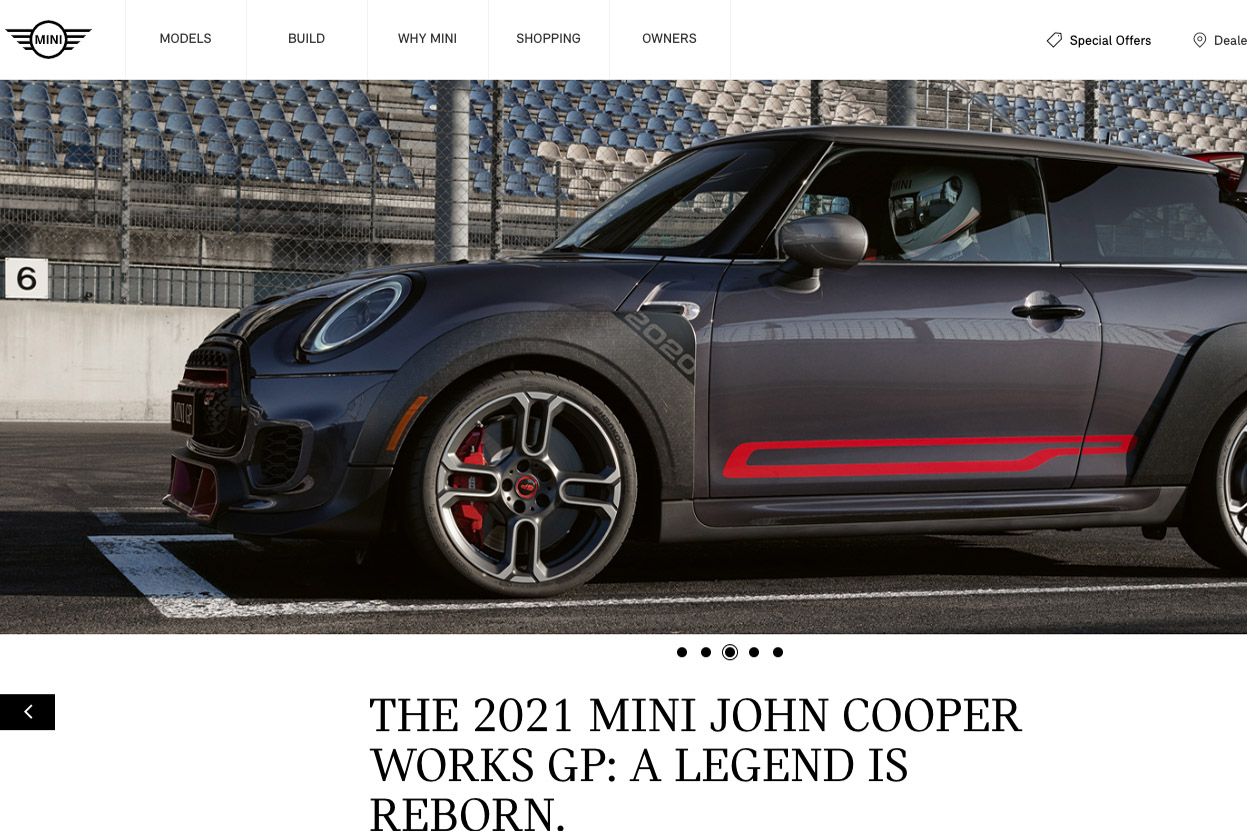 MINI
MODELS
BUILD
WHY MINI
SHOPPING
OWNERS
Special Offers
Deale
MINI
6
2020
MINI GP
THE 2021 MINI JOHN COOPER
WORKS GP: A LEGEND IS
REBORN.